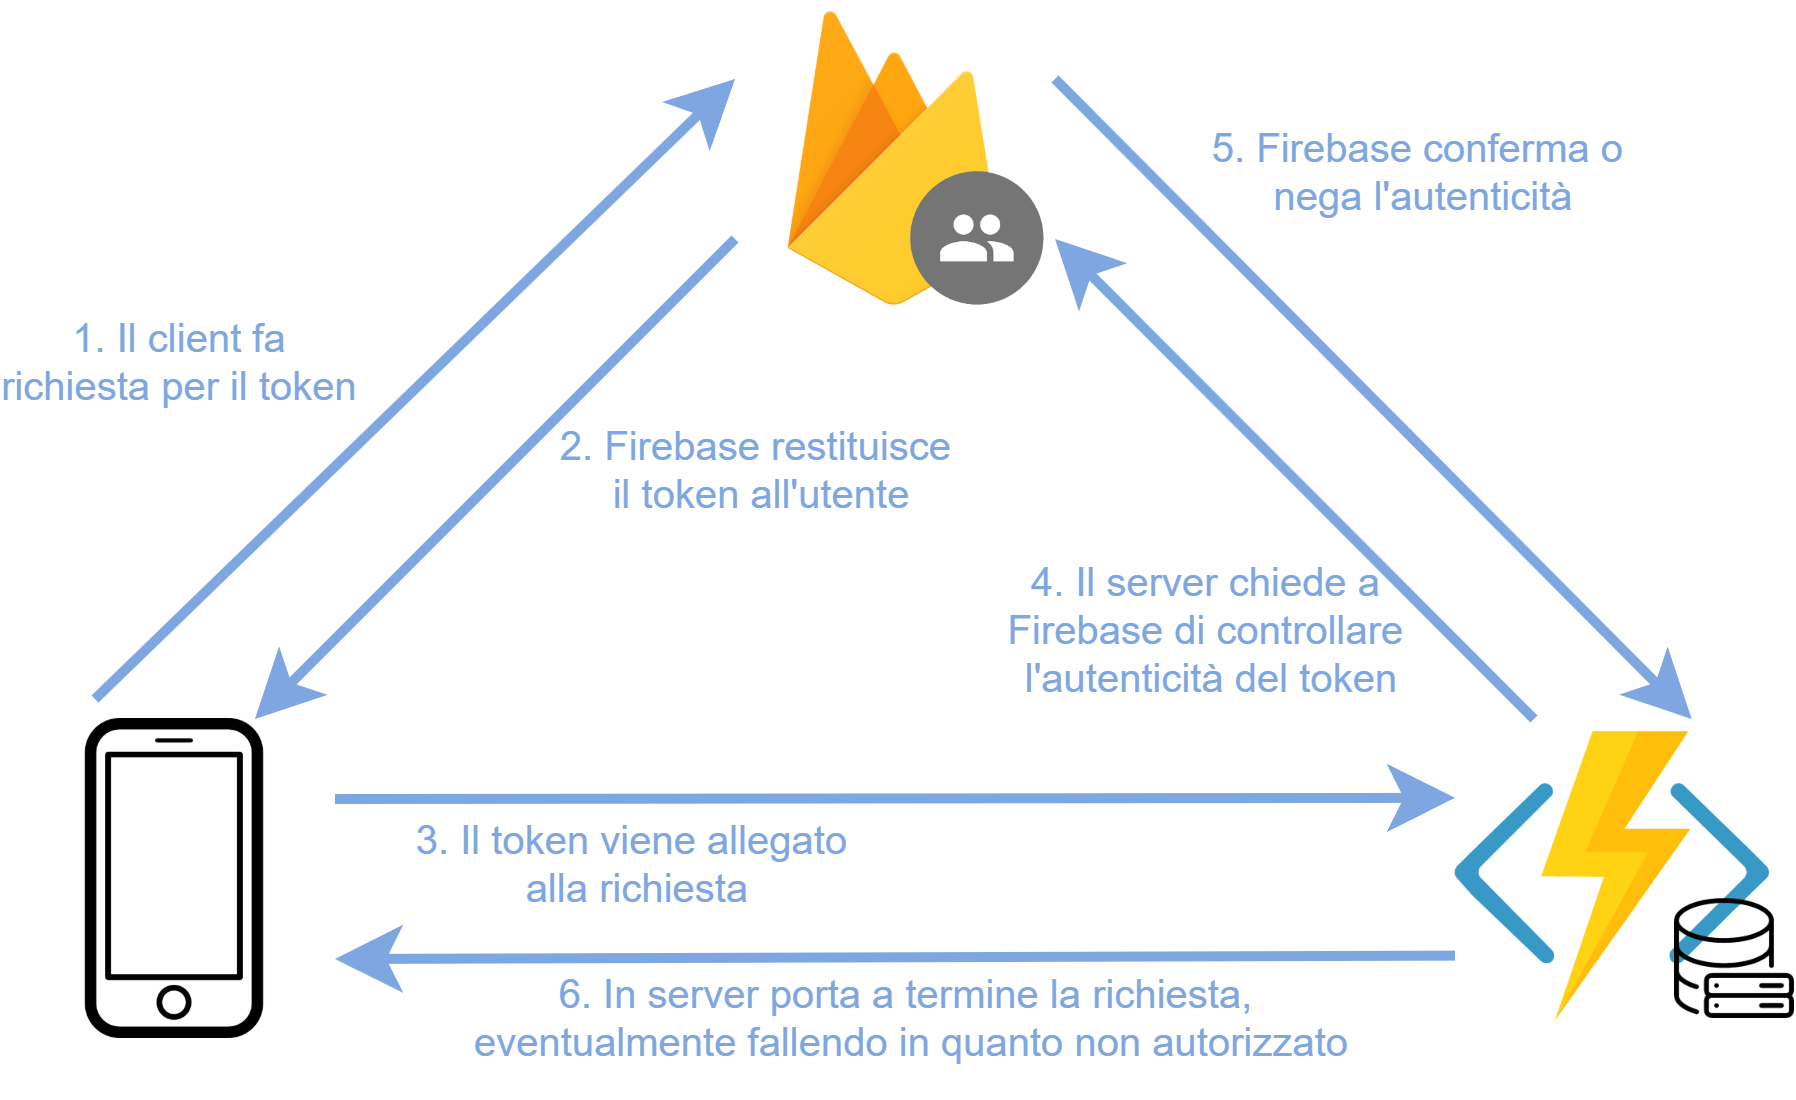 1. Il client fa
richiesta per il token
2. Firebase restituisce
il token all'utente
3. Il token viene allegato
alla richiesta
4. Il server chiede a
Firebase di controllare
l'autenticità del token
5. Firebase conferma o
nega l'autenticità
6. In server porta a termine la richiesta,
eventualmente fallendo in quanto non autorizzato